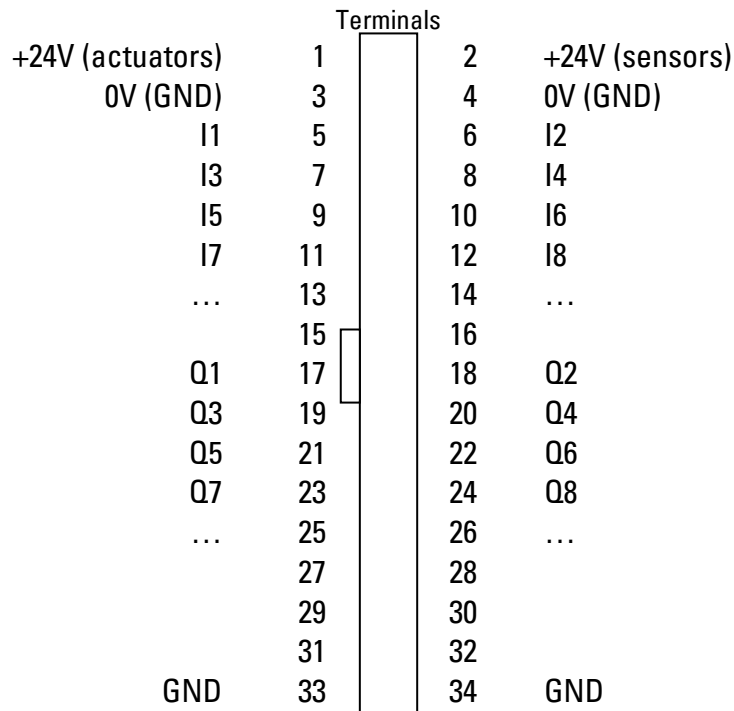 Terminals
+24V (actuators) 1 2 +24V (sensors)
0V (GND) 3 4 0V (GND)
I1 5 6 I2
I3 7 8 I4
I5 9 10 I6
I7 11 12 I8
... 13 14 ...
15 16
Q1 17 18 Q2
Q3 19 20 Q4
Q5 21 22 Q6
Q7 23 24 Q8
... 25 26 ...
27 28
29 30
31 32
GND 33 34 GND